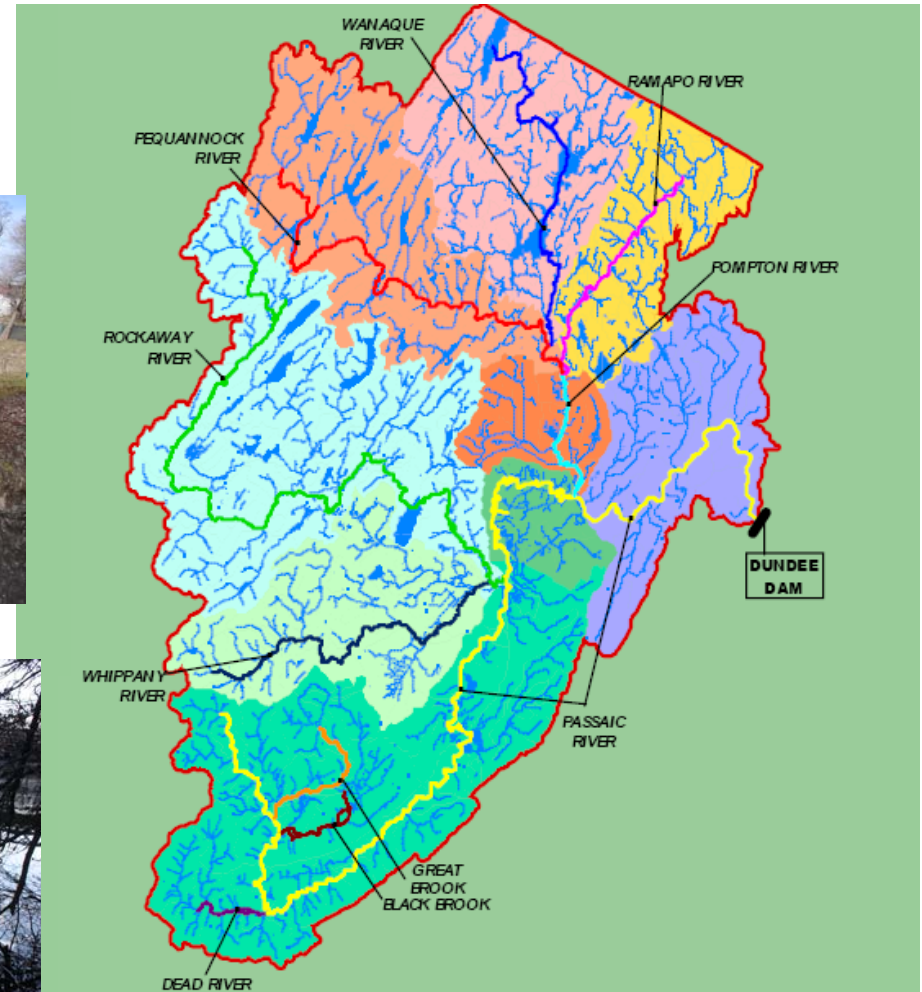 WANAQUE
RIVER
RAMAPO RIVER
PEQUANNOCK
RIVER
POMPTON RIVER
ROCKAWAY
RIVER
DUNDEE
DAM
WHIPPANY
RIVER
PASSAIC
RIVER
GREAT
BROOK
BLACK BROOK
DEAD RIVER